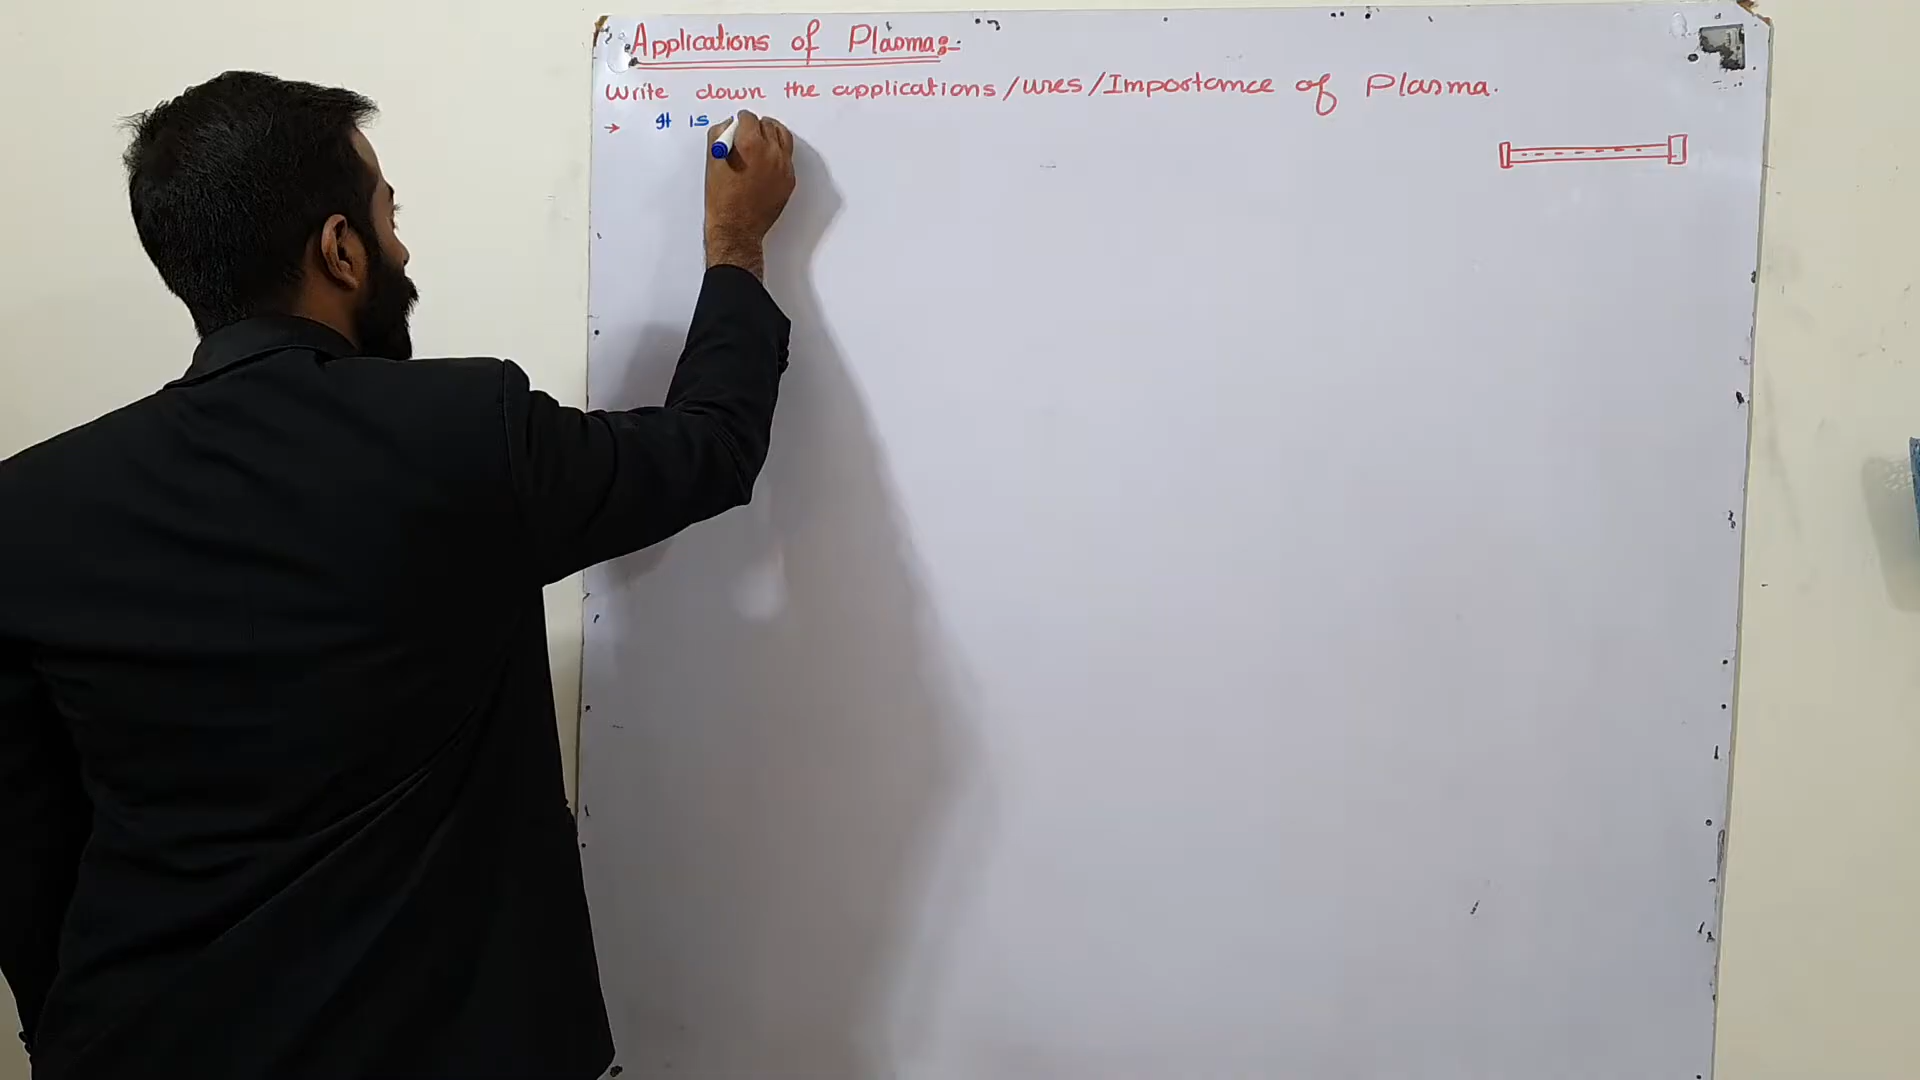 Applications of Plasma:-
Write down the applications/uses/Importance of Plasma.
→ It is